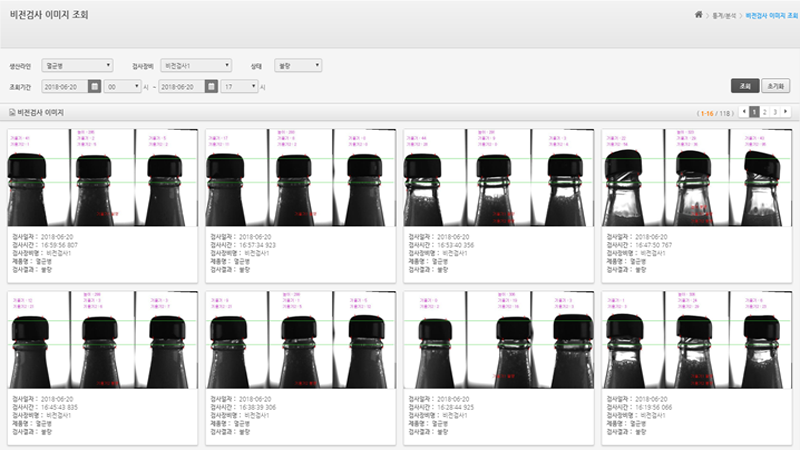 비전검사 이미지 조회
> 통계/분석 > 비전검사 이미지 조회
생산라인 멸균병 검사장비 비전검사1 상태 불량
조회기간 2018-06-20 00 시 ~ 2018-06-20 17 시 조회 초기화
비전검사 이미지 ( 1-16 / 118 ) 1 2 3
검사일자 : 2018-06-20
검사시간 : 16:59:56 807
검사장비명 : 비전검사1
제품명 : 멸균병
검사결과 : 불량
검사일자 : 2018-06-20
검사시간 : 16:57:34 923
검사장비명 : 비전검사1
제품명 : 멸균병
검사결과 : 불량
검사일자 : 2018-06-20
검사시간 : 16:53:40 356
검사장비명 : 비전검사1
제품명 : 멸균병
검사결과 : 불량
검사일자 : 2018-06-20
검사시간 : 16:47:50 767
검사장비명 : 비전검사1
제품명 : 멸균병
검사결과 : 불량
검사일자 : 2018-06-20
검사시간 : 16:45:43 835
검사장비명 : 비전검사1
제품명 : 멸균병
검사결과 : 불량
검사일자 : 2018-06-20
검사시간 : 16:38:39 306
검사장비명 : 비전검사1
제품명 : 멸균병
검사결과 : 불량
검사일자 : 2018-06-20
검사시간 : 16:28:44 925
검사장비명 : 비전검사1
제품명 : 멸균병
검사결과 : 불량
검사일자 : 2018-06-20
검사시간 : 16:19:56 066
검사장비명 : 비전검사1
제품명 : 멸균병
검사결과 : 불량